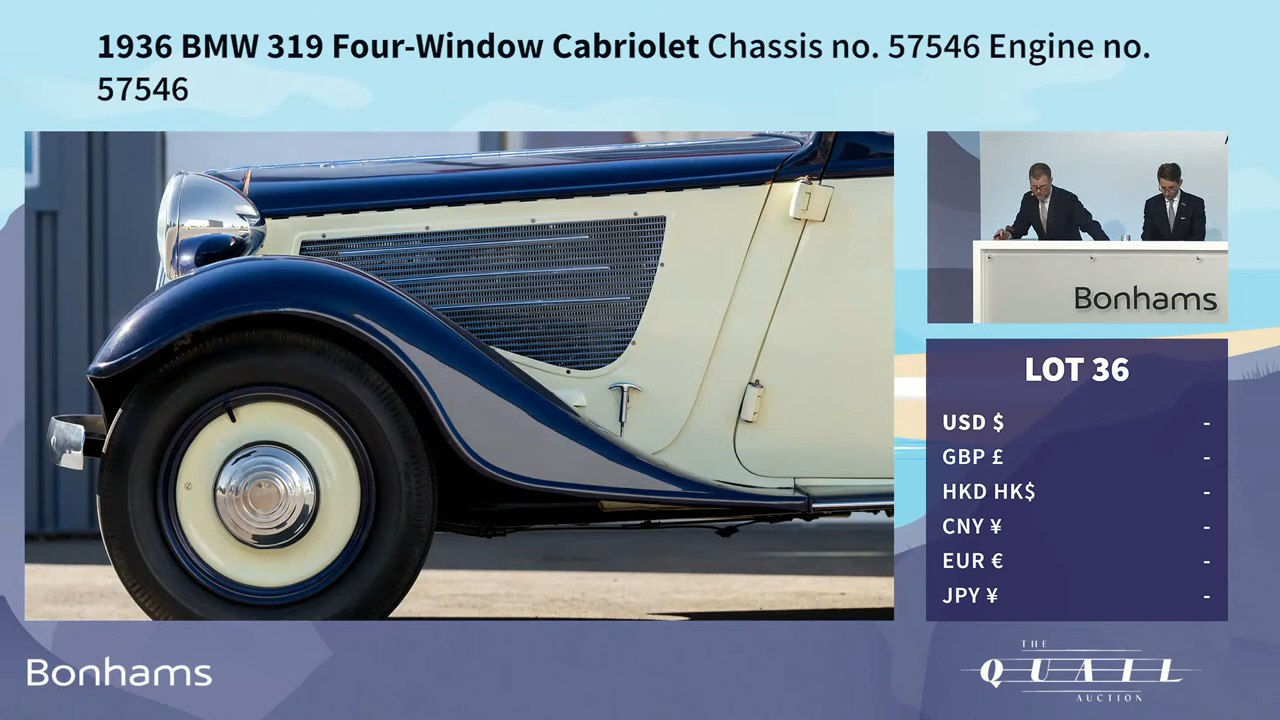 1936 BMW 319 Four-Window Cabriolet Chassis no. 57546 Engine no.
57546
Bonhams
LOT 36
USD $ -
GBP £ -
HKD HK$ -
CNY ¥ -
EUR € -
JPY ¥ -
Bonhams
THE
QUAIL
AUCTION